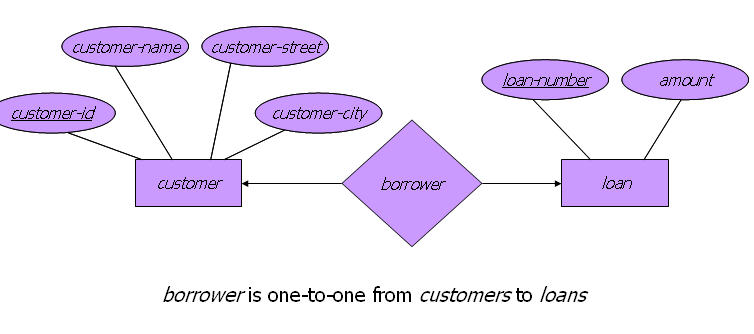 customer-name
customer-street
loan-number
amount
customer-id
customer-city
customer
borrower
loan
borrower is one-to-one from customers to loans